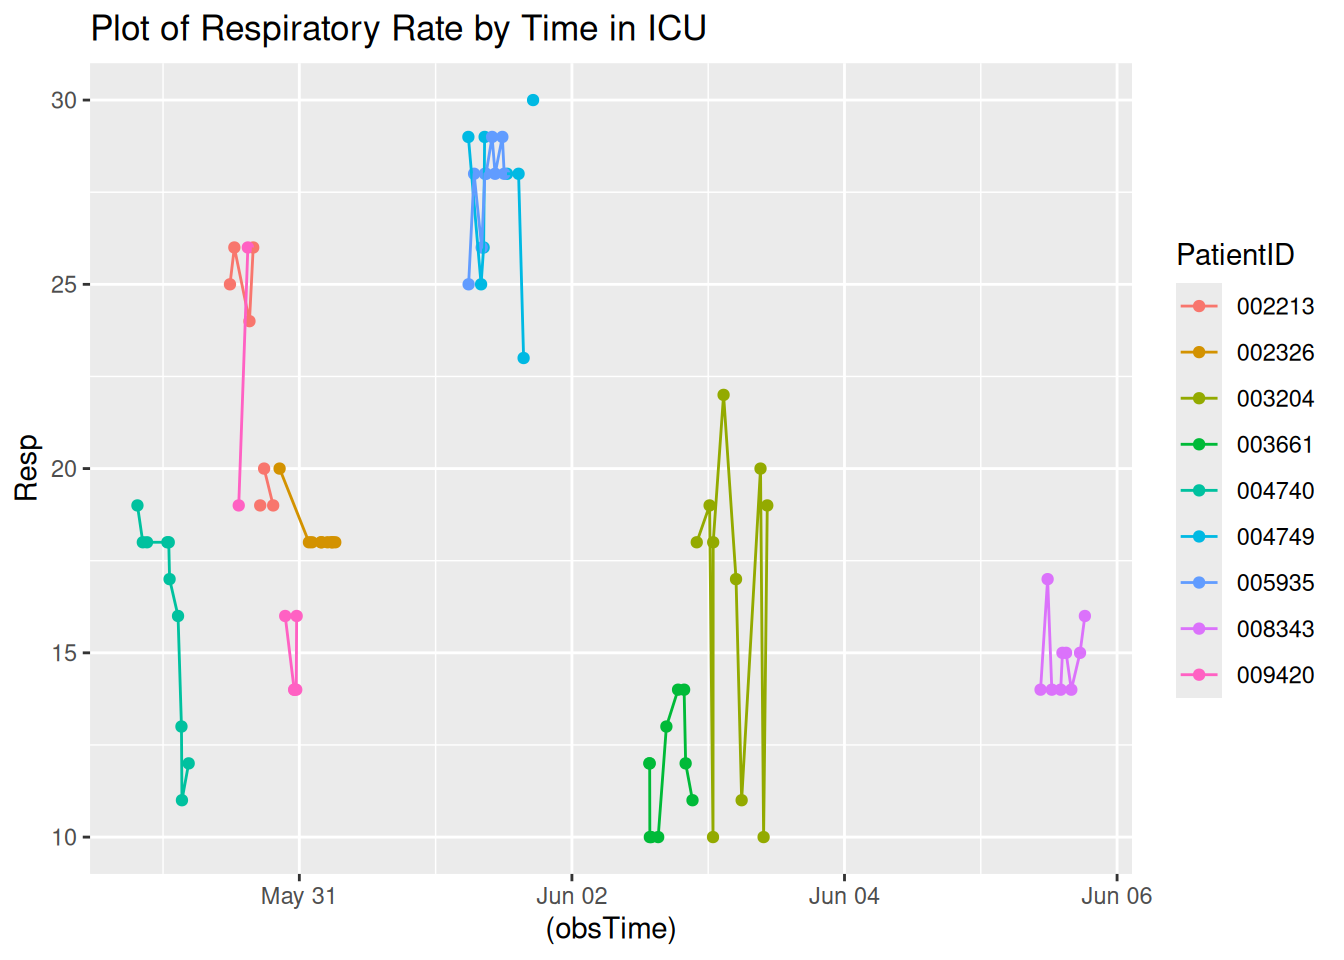 Plot of Respiratory Rate by Time in ICU
30
25
20
15
10
Resp
May 31
Jun 02
Jun 04
Jun 06
(obsTime)
PatientID
002213
002326
003204
003661
004740
004749
005935
008343
009420